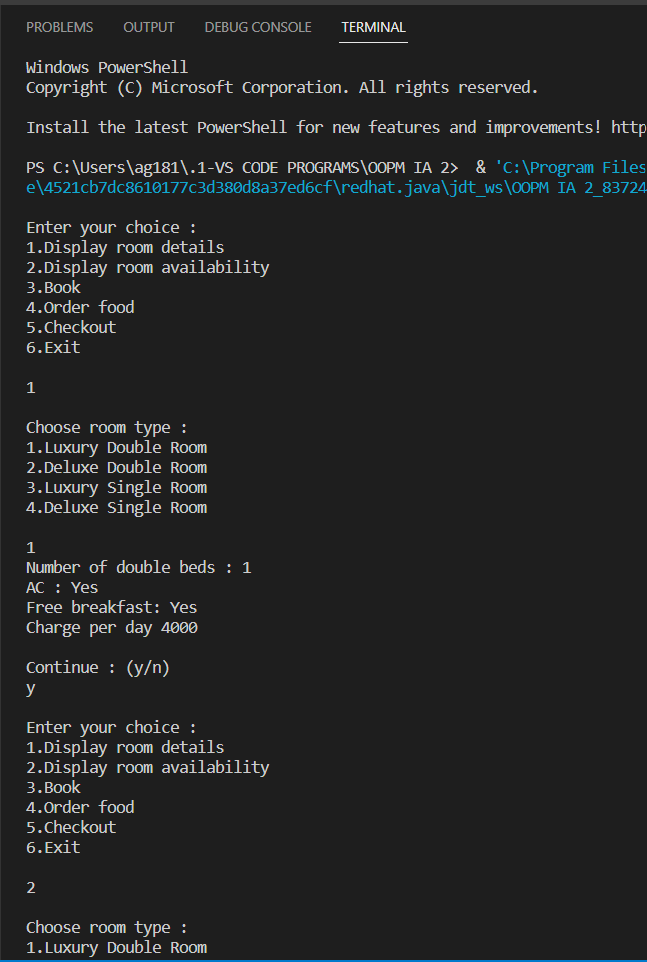 PROBLEMS OUTPUT DEBUG CONSOLE TERMINAL
Windows PowerShell
Copyright (C) Microsoft Corporation. All rights reserved.
Install the latest PowerShell for new features and improvements! http
PS C:\Users\ag181\.1-VS CODE PROGRAMS\OOPM IA 2>  & 'C:\Program Files
e\4521cb7dc8610177c3d380d8a37ed6cf\redhat.java\jdt_ws\OOPM IA 2_83724
Enter your choice :
1.Display room details
2.Display room availability
3.Book
4.Order food
5.Checkout
6.Exit
1
Choose room type :
1.Luxury Double Room
2.Deluxe Double Room
3.Luxury Single Room
4.Deluxe Single Room
1
Number of double beds : 1
AC : Yes
Free breakfast: Yes
Charge per day 4000
Continue : (y/n)
y
Enter your choice :
1.Display room details
2.Display room availability
3.Book
4.Order food
5.Checkout
6.Exit
2
Choose room type :
1.Luxury Double Room